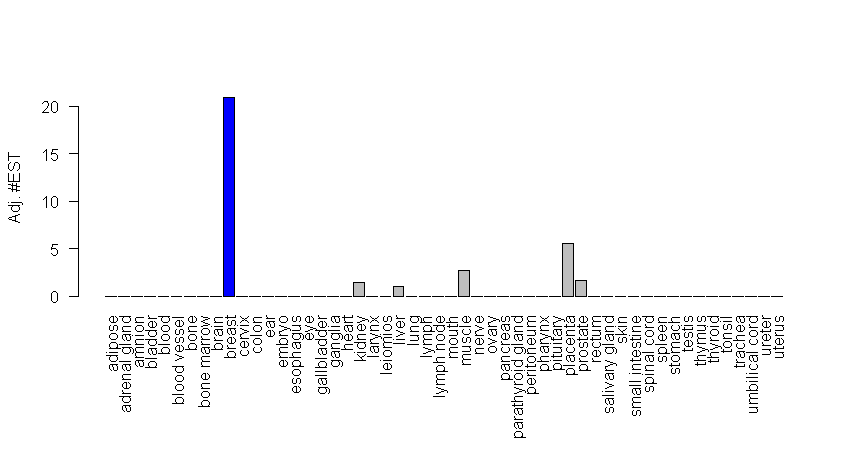 Adj. #EST
20
15
10
5
0
adipose
adrenal gland
amnion
bladder
blood
blood vessel
bone
bone marrow
brain
breast
cervix
colon
ear
embryo
esophagus
eye
gallbladder
ganglia
heart
kidney
larynx
leiomios
liver
lung
lymph
lymph node
mouth
muscle
nerve
ovary
pancreas
parathyroid gland
peritoneum
pharynx
pituitary
placenta
prostate
rectum
salivary gland
skin
small intestine
spinal cord
spleen
stomach
testis
thymus
thyroid
tonsil
trachea
umbilical cord
ureter
uterus